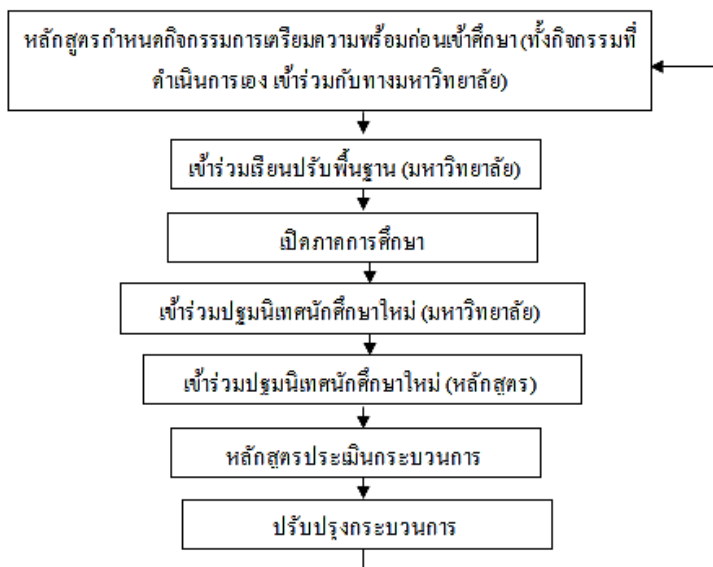 หลักสูตรกำหนดกิจกรรมการเตรียมความพร้อมก่อนเข้าศึกษา (ทั้งกิจกรรมที่
ดำเนินการเอง เข้าร่วมกับทางมหาวิทยาลัย)
เข้าร่วมเรียนปรับพื้นฐาน (มหาวิทยาลัย)
เปิดภาคการศึกษา
เข้าร่วมปฐมนิเทศนักศึกษาใหม่ (มหาวิทยาลัย)
เข้าร่วมปฐมนิเทศนักศึกษาใหม่ (หลักสูตร)
หลักสูตรประเมินกระบวนการ
ปรับปรุงกระบวนการ